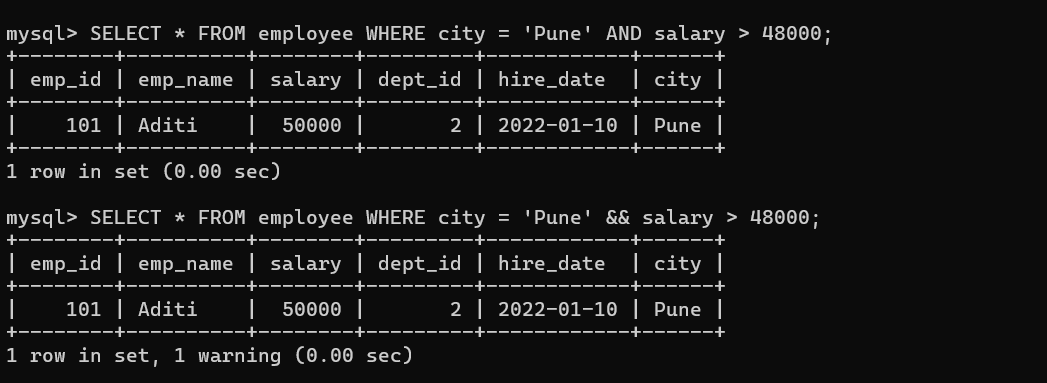 mysql> SELECT * FROM employee WHERE city = 'Pune' AND salary > 48000;
+--------+----------+--------+---------+------------+------+
| emp_id | emp_name | salary | dept_id | hire_date  | city |
+--------+----------+--------+---------+------------+------+
|    101 | Aditi    |  50000 |       2 | 2022-01-10 | Pune |
+--------+----------+--------+---------+------------+------+
1 row in set (0.00 sec)
mysql> SELECT * FROM employee WHERE city = 'Pune' && salary > 48000;
+--------+----------+--------+---------+------------+------+
| emp_id | emp_name | salary | dept_id | hire_date  | city |
+--------+----------+--------+---------+------------+------+
|    101 | Aditi    |  50000 |       2 | 2022-01-10 | Pune |
+--------+----------+--------+---------+------------+------+
1 row in set, 1 warning (0.00 sec)